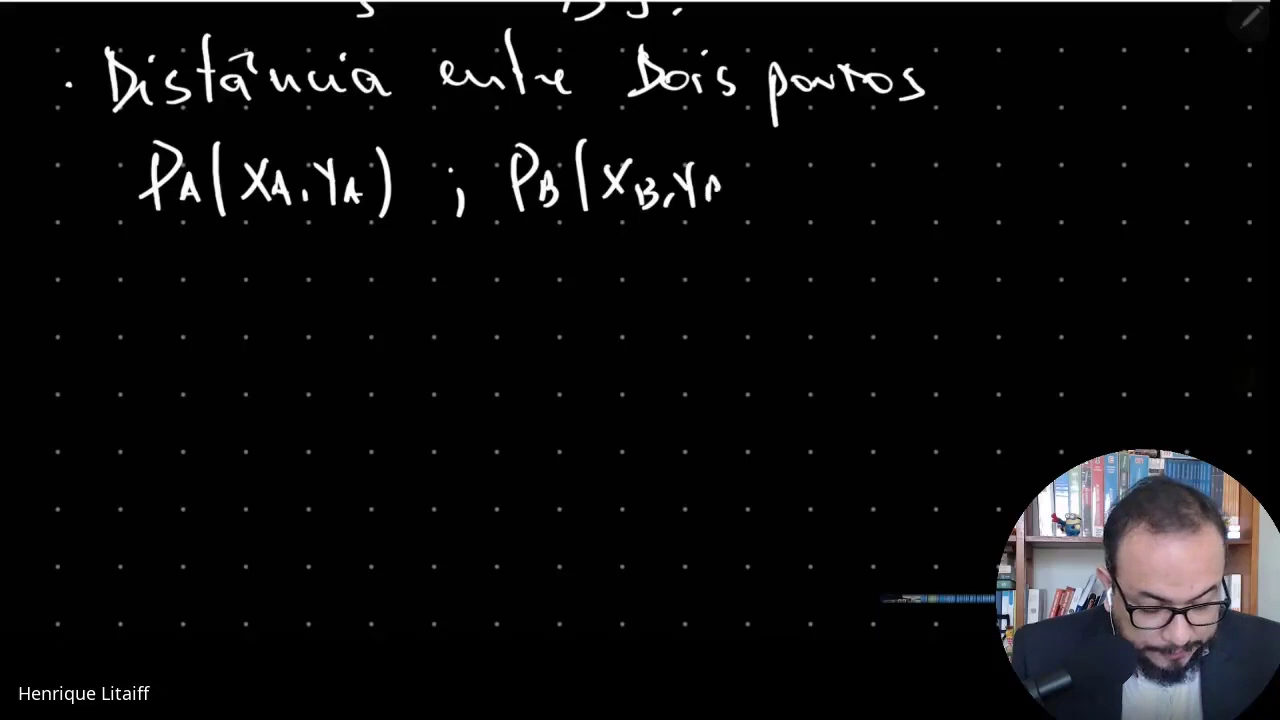 · Distância entre Dois pontos
PA(XA,YA) ; PB(XB,Y
Henrique Litaiff